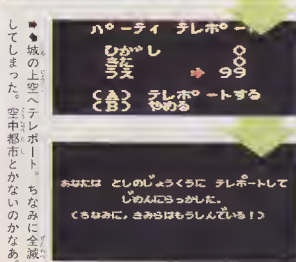 ➡城の上空へテレポート。ちなみに全滅
してしまった。空中都市とかないのかなあ。
パーティ テレポート
ひがし 0
きた 0
うえ ➡ 99
(A) テレポートする
(B) やめる
あなたは としのじょうくうに テレポートして
じめんにらっかした。
(ちなみに,きみらはもうしんでいる!)